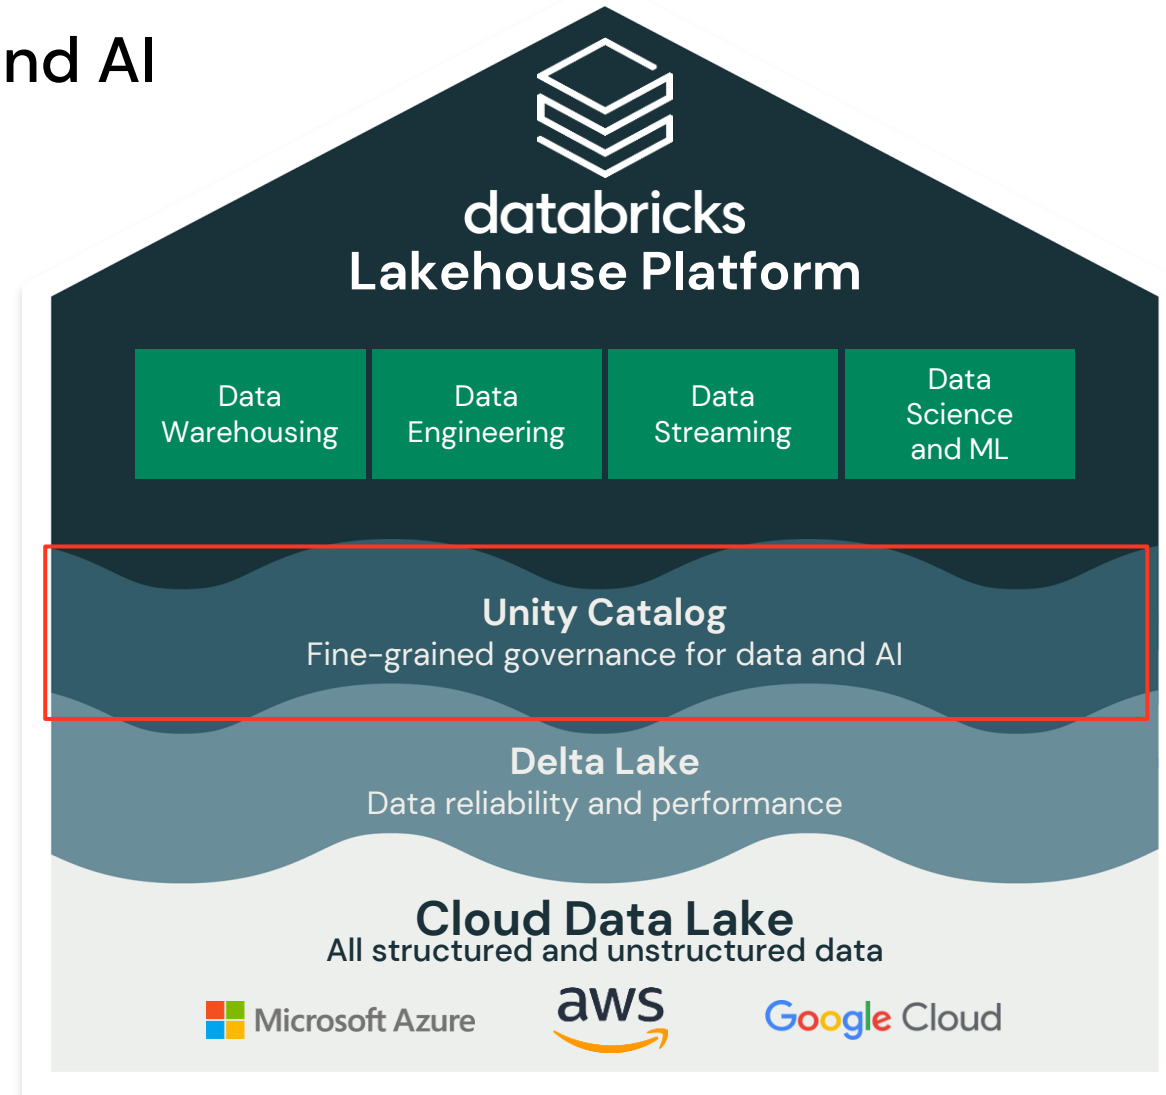 nd AI
databricks
Lakehouse Platform
Data
Warehousing
Data
Engineering
Data
Streaming
Data
Science
and ML
Unity Catalog
Fine-grained governance for data and AI
Delta Lake
Data reliability and performance
Cloud Data Lake
All structured and unstructured data
Microsoft Azure
aws
Google Cloud